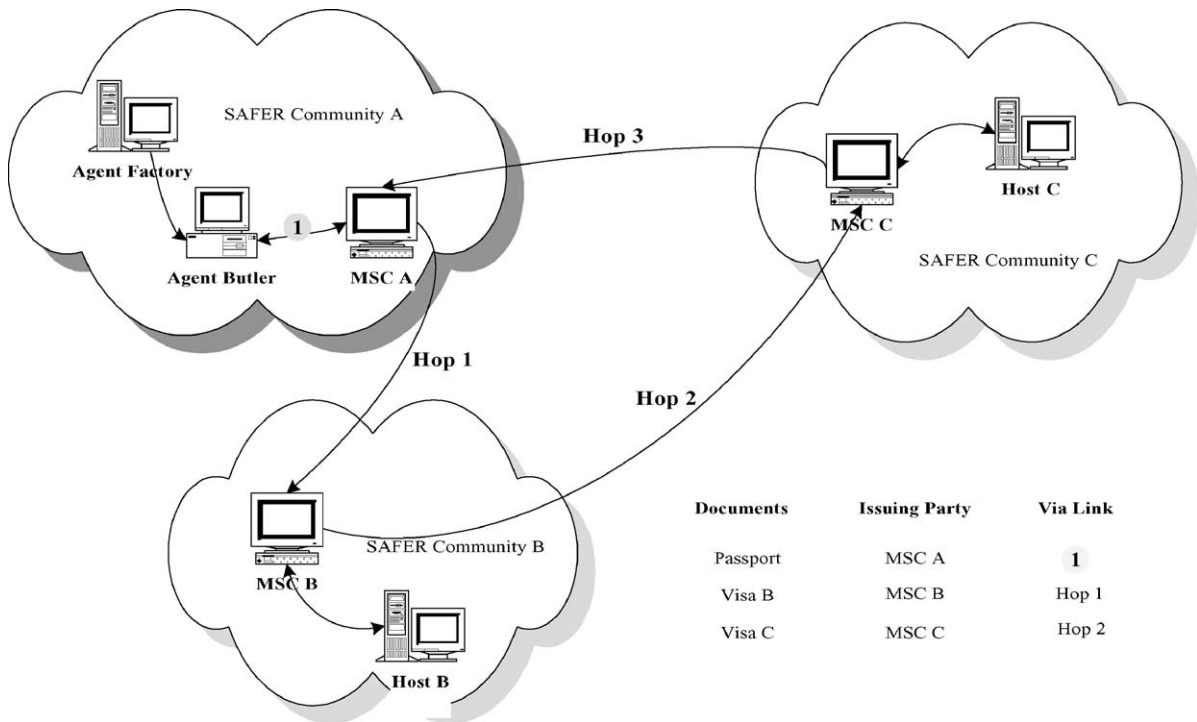 SAFER Community A
Agent Factory
Agent Butler
1
MSC A
Hop 3
MSC C
Host C
SAFER Community C
Hop 1
Hop 2
SAFER Community B
MSC B
Host B
Documents Issuing Party Via Link
Passport MSC A 1
Visa B MSC B Hop 1
Visa C MSC C Hop 2